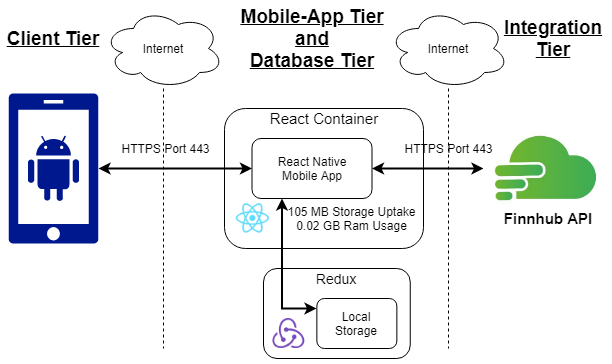 Client Tier
Internet
Mobile-App Tier
and
Database Tier
Internet
Integration
Tier
React Container
HTTPS Port 443
React Native
Mobile App
HTTPS Port 443
105 MB Storage Uptake
0.02 GB Ram Usage
Finnhub API
Redux
Local
Storage